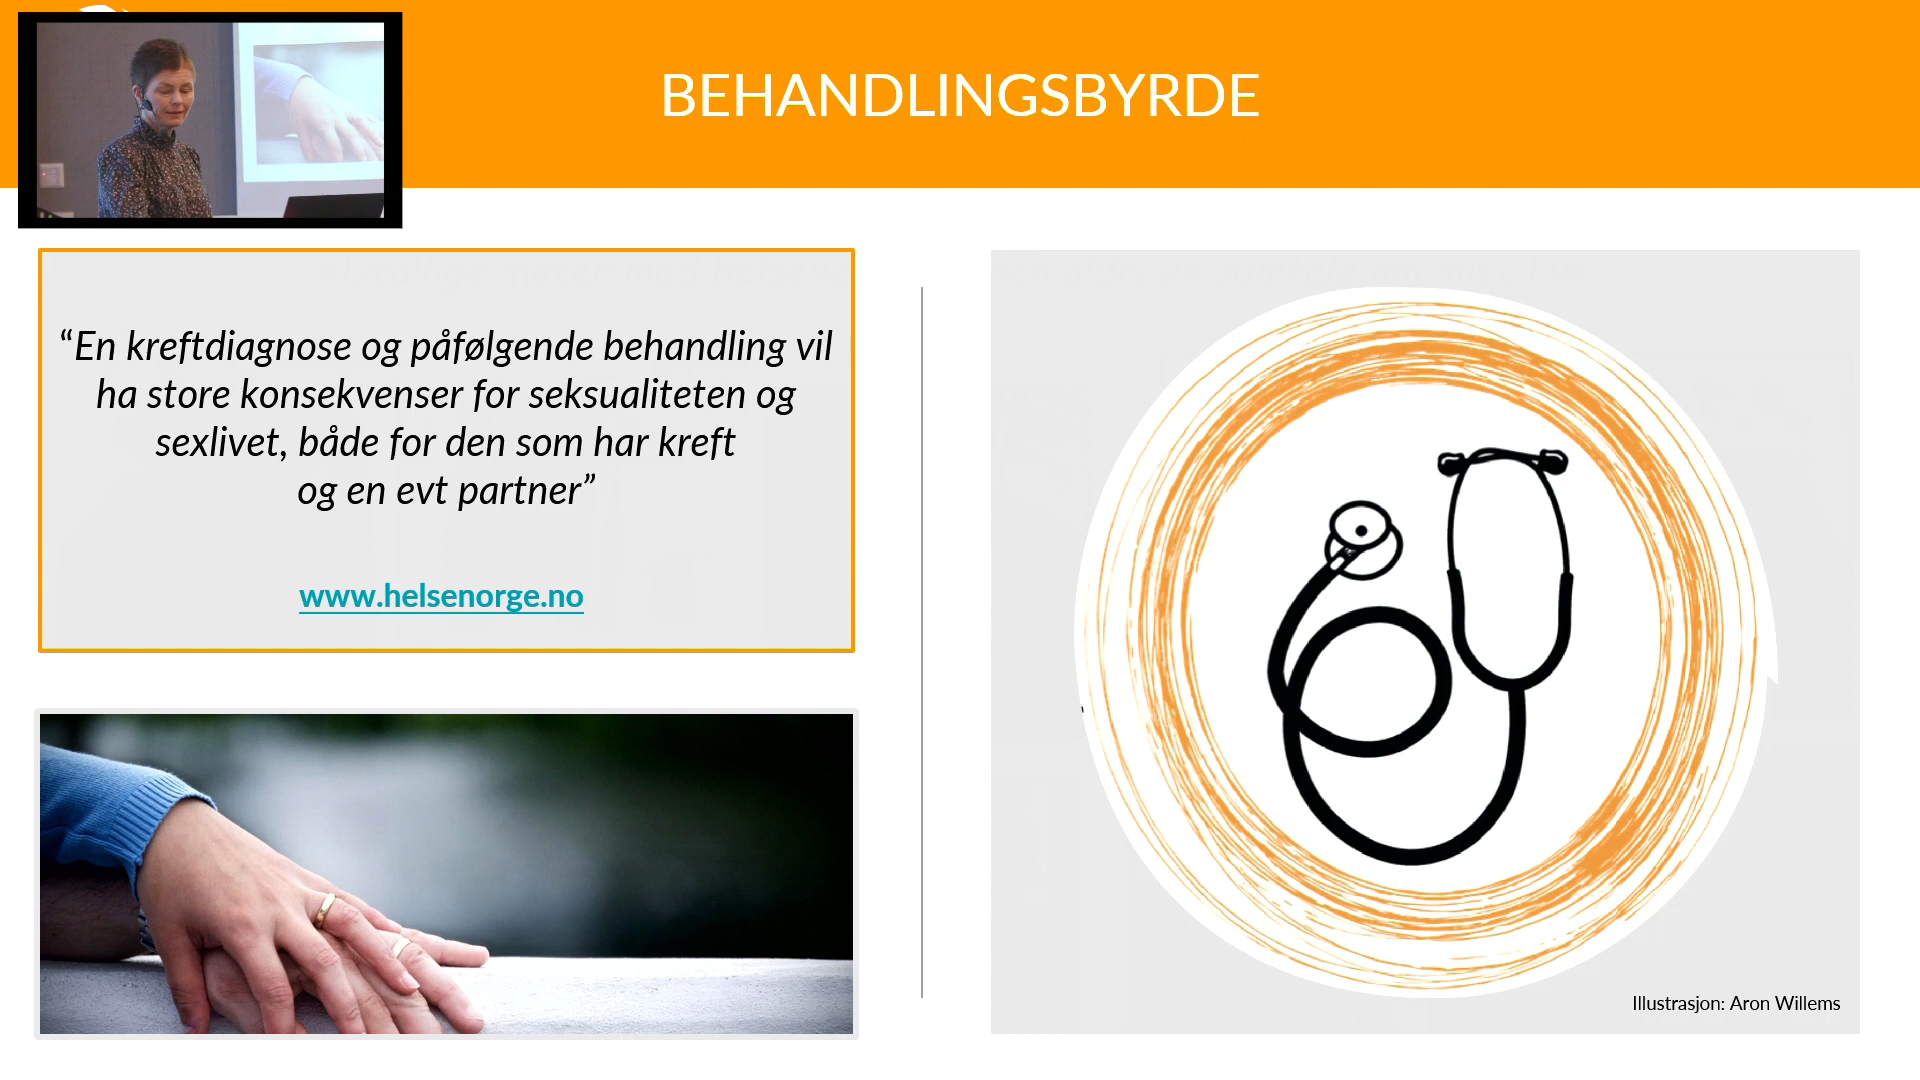 BEHANDLINGSBYRDE
“En kreftdiagnose og påfølgende behandling vil
ha store konsekvenser for seksualiteten og
sexlivet, både for den som har kreft
og en evt partner”
www.helsenorge.no
Illustrasjon: Aron Willems